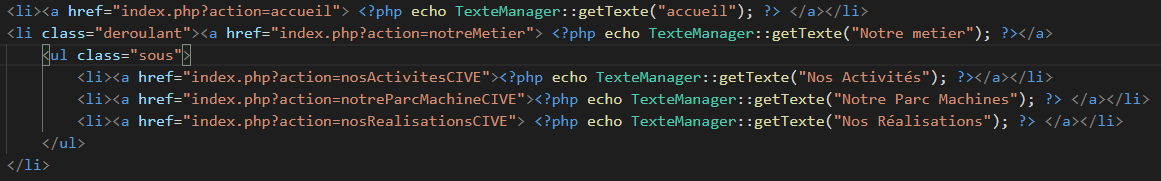 <li><a href="index.php?action=accueil"> <?php echo TexteManager::getTexte("accueil"); ?> </a></li>
<li class="deroulant"><a href="index.php?action=notreMetier"> <?php echo TexteManager::getTexte("Notre metier"); ?></a>
    <ul class="sous">
        <li><a href="index.php?action=nosActivitesCIVE"><?php echo TexteManager::getTexte("Nos Activités"); ?></a></li>
        <li><a href="index.php?action=notreParcMachineCIVE"><?php echo TexteManager::getTexte("Notre Parc Machines"); ?> </a></li>
        <li><a href="index.php?action=nosRealisationsCIVE"> <?php echo TexteManager::getTexte("Nos Réalisations"); ?> </a></li>
    </ul>
</li>